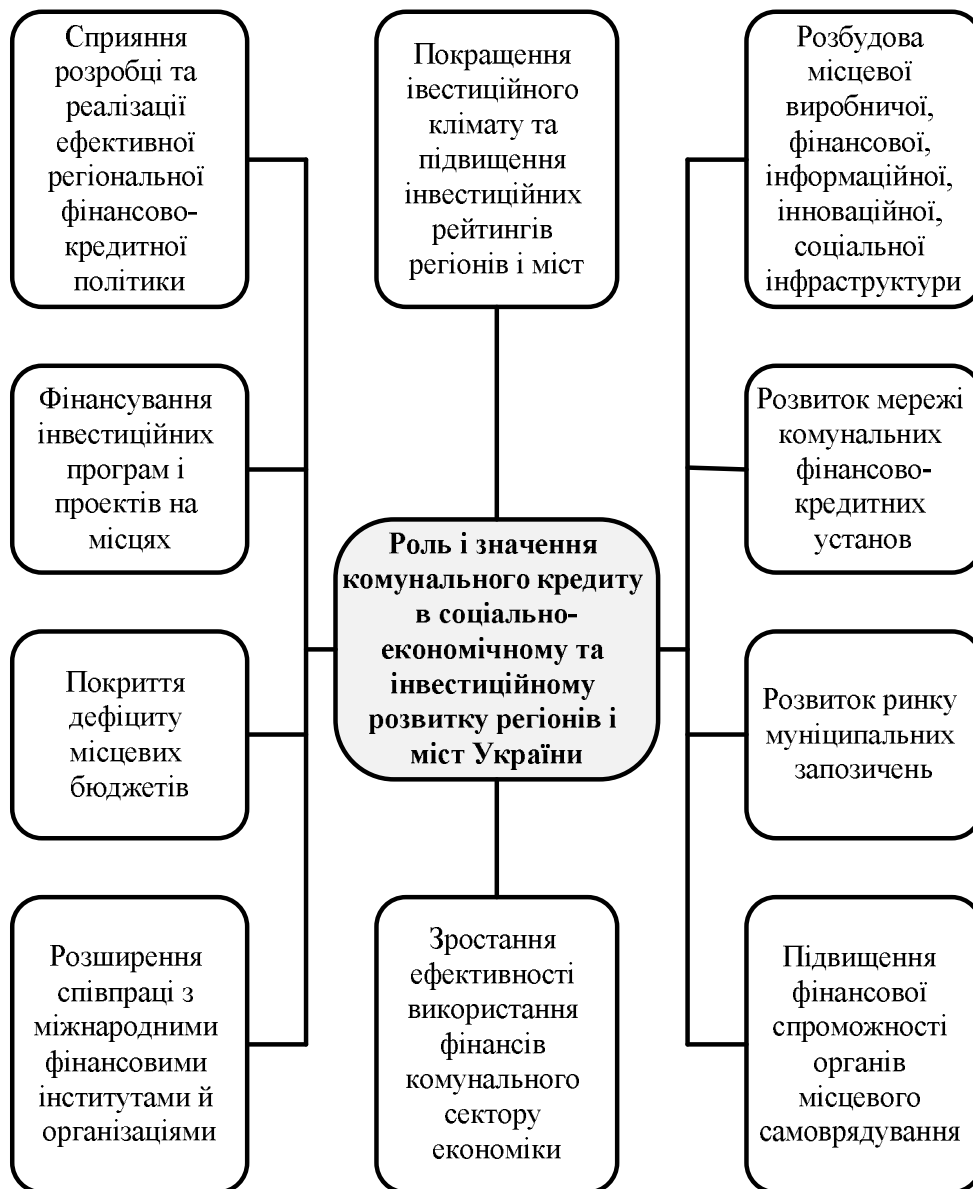 Сприяння
розробці та
реалізації
ефективної
регіональної
фінансово-
кредитної
політики
Покращення
івестиційного
клімату та
підвищення
інвестиційних
рейтингів
регіонів і міст
Розбудова
місцевої
виробничої,
фінансової,
інформаційної,
інноваційної,
соціальної
інфраструктури
Фінансування
інвестиційних
програм і
проектів на
місцях
Розвиток мережі
комунальних
фінансово-
кредитних
установ
Роль і значення
комунального кредиту
в соціально-
економічному та
інвестиційному
розвитку регіонів і
міст України
Покриття
дефіциту
місцевих
бюджетів
Розвиток ринку
муніципальних
запозичень
Розширення
співпраці з
міжнародними
фінансовими
інститутами й
організаціями
Зростання
ефективності
використання
фінансів
комунального
сектору
економіки
Підвищення
фінансової
спроможності
органів
місцевого
самоврядування